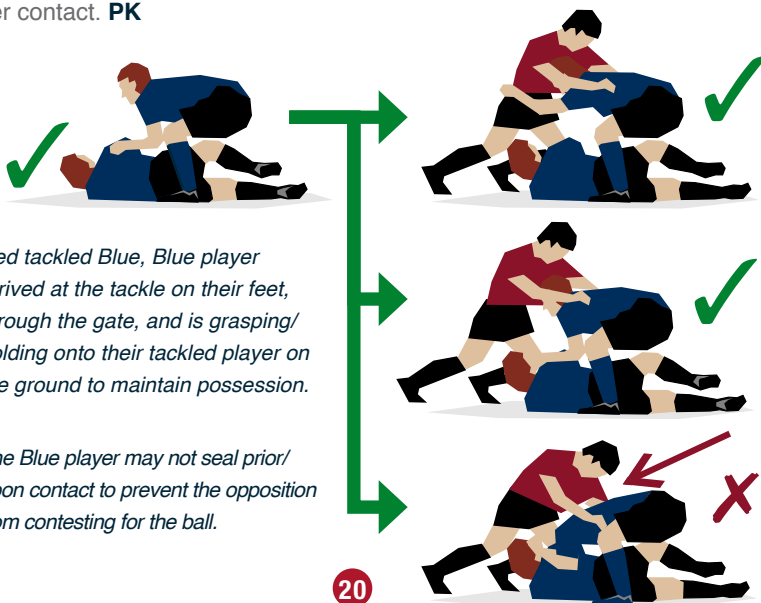 er contact. PK
ed tackled Blue, Blue player
rived at the tackle on their feet,
rough the gate, and is grasping/
olding onto their tackled player on
e ground to maintain possession.
he Blue player may not seal prior/
pon contact to prevent the opposition
om contesting for the ball.
20